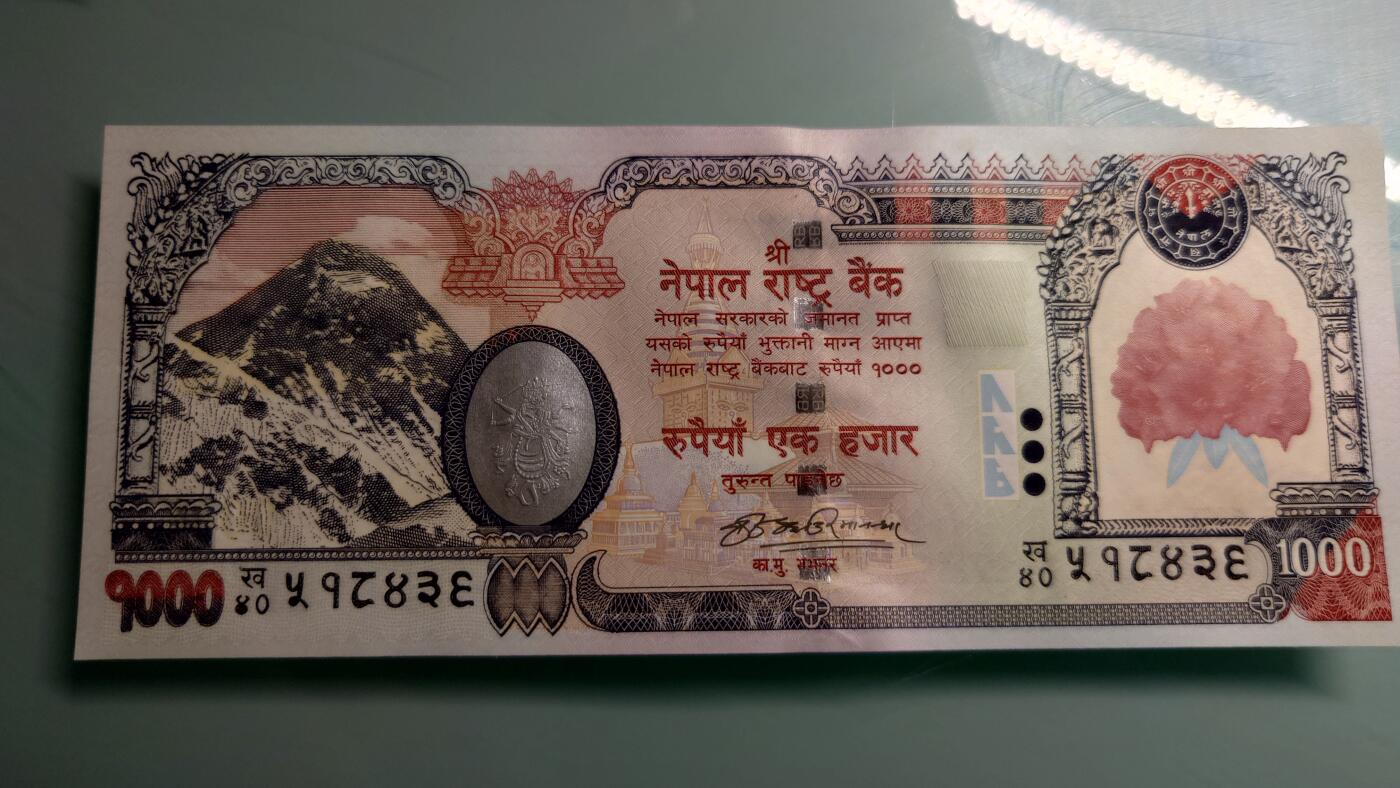 श्री
नेपाल राष्ट्र बैंक
नेपाल सरकारको जमानत प्राप्त
यसको रुपैयाँ भुक्तानी माग्न आएमा
नेपाल राष्ट्र बैंकबाट रुपैयाँ १०००
रुपैयाँ एक हजार
तुरुन्त पाइनेछ
का.मु. गभर्नर
१००० ख ४० ५१८४३६
ख ४० ५१८४३६ 1000
नेपाल